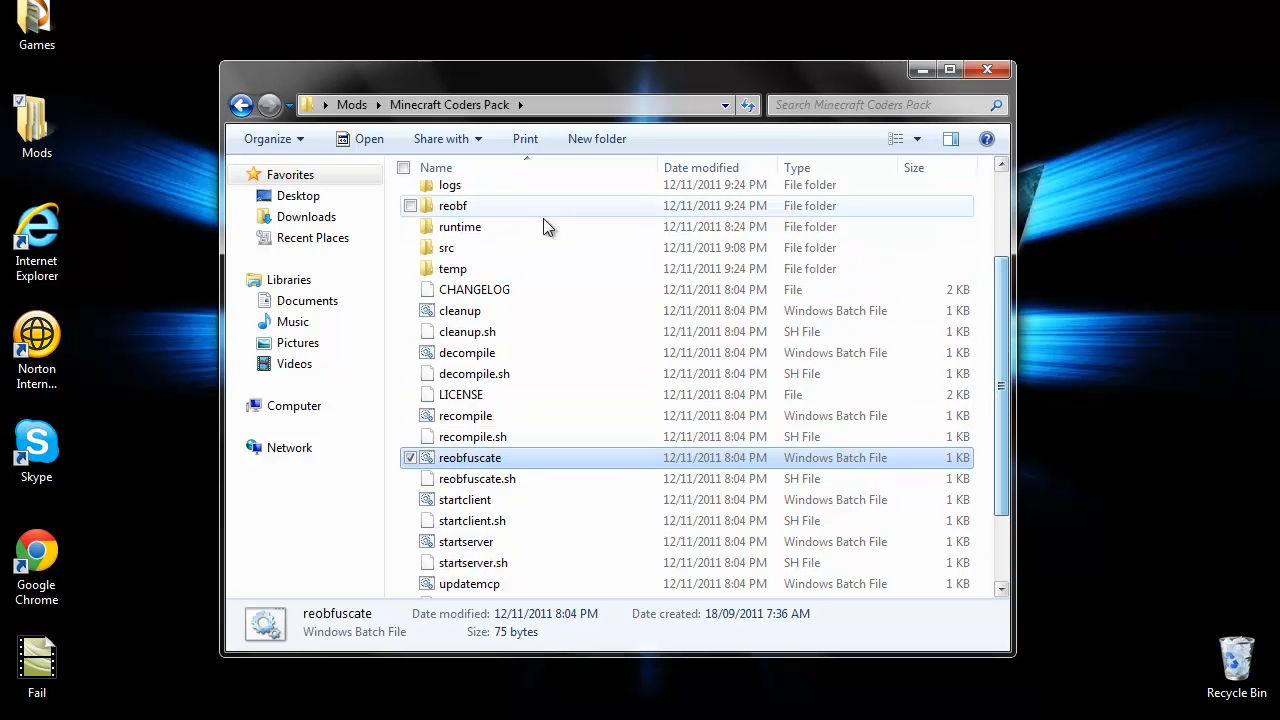 Games
Mods
Internet
Explorer
Norton
Intern...
Skype
Google
Chrome
Fail
Recycle Bin
Mods Minecraft Coders Pack
Search Minecraft Coders Pack
Organize Open Share with Print New folder
Favorites
Desktop
Downloads
Recent Places
Libraries
Documents
Music
Pictures
Videos
Computer
Network
Name Date modified Type Size
logs 12/11/2011 9:24 PM File folder
reobf 12/11/2011 9:24 PM File folder
runtime 12/11/2011 8:24 PM File folder
src 12/11/2011 9:08 PM File folder
temp 12/11/2011 9:24 PM File folder
CHANGELOG 12/11/2011 8:04 PM File 2 KB
cleanup 12/11/2011 8:04 PM Windows Batch File 1 KB
cleanup.sh 12/11/2011 8:04 PM SH File 1 KB
decompile 12/11/2011 8:04 PM Windows Batch File 1 KB
decompile.sh 12/11/2011 8:04 PM SH File 1 KB
LICENSE 12/11/2011 8:04 PM File 2 KB
recompile 12/11/2011 8:04 PM Windows Batch File 1 KB
recompile.sh 12/11/2011 8:04 PM SH File 1 KB
reobfuscate 12/11/2011 8:04 PM Windows Batch File 1 KB
reobfuscate.sh 12/11/2011 8:04 PM SH File 1 KB
startclient 12/11/2011 8:04 PM Windows Batch File 1 KB
startclient.sh 12/11/2011 8:04 PM SH File 1 KB
startserver 12/11/2011 8:04 PM Windows Batch File 1 KB
startserver.sh 12/11/2011 8:04 PM SH File 1 KB
updatemcp 12/11/2011 8:04 PM Windows Batch File 1 KB
reobfuscate Date modified: 12/11/2011 8:04 PM Date created: 18/09/2011 7:36 AM
Windows Batch File Size: 75 bytes